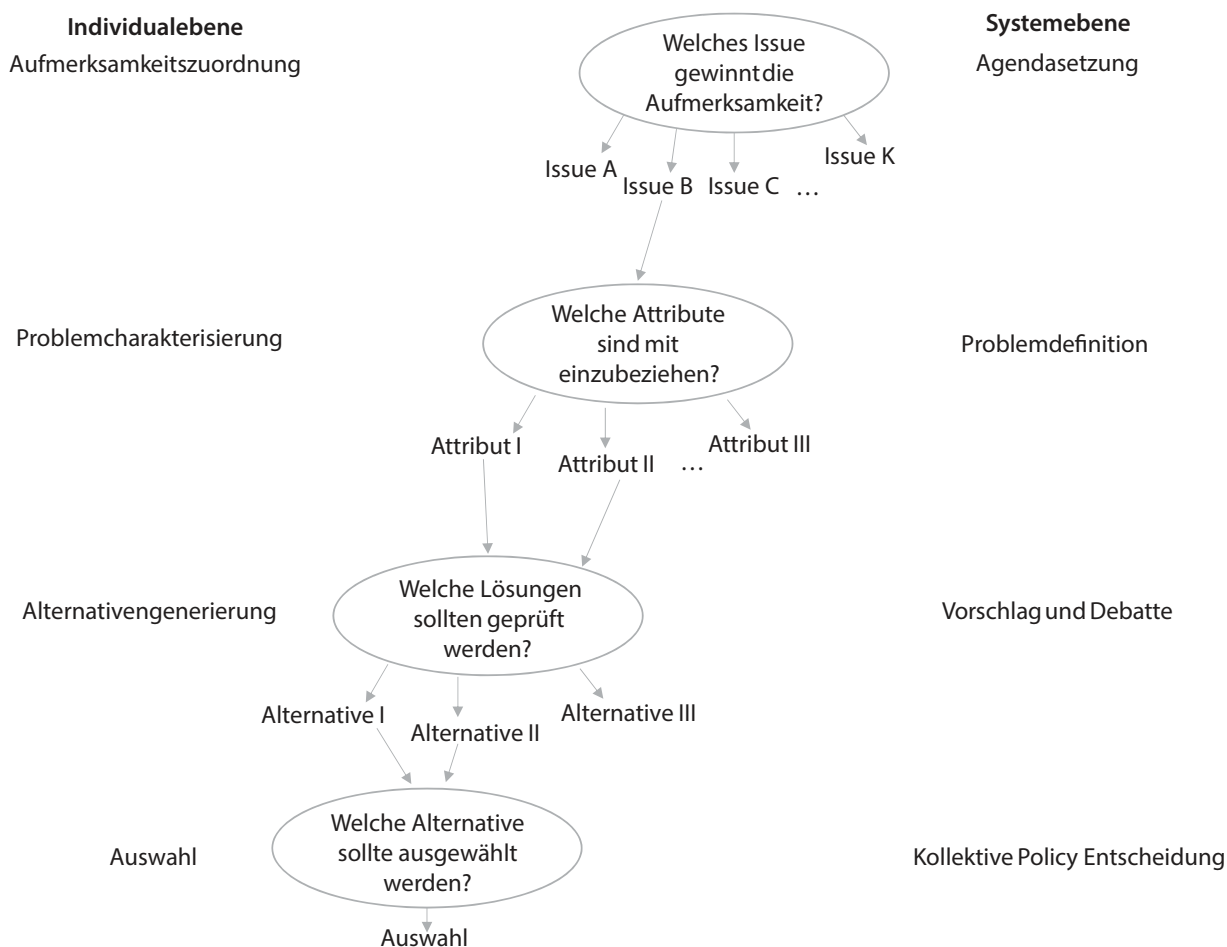 Individualebene
Aufmerksamkeitszuordnung
Welches Issue
gewinnt die
Aufmerksamkeit?
Systemebene
Agendasetzung
Issue A
Issue B
Issue C
…
Issue K
Problemcharakterisierung
Welche Attribute
sind mit
einzubeziehen?
Problemdefinition
Attribut I
Attribut II
…
Attribut III
Alternativengenerierung
Welche Lösungen
sollten geprüft
werden?
Vorschlag und Debatte
Alternative I
Alternative II
Alternative III
Auswahl
Welche Alternative
sollte ausgewählt
werden?
Kollektive Policy Entscheidung
Auswahl